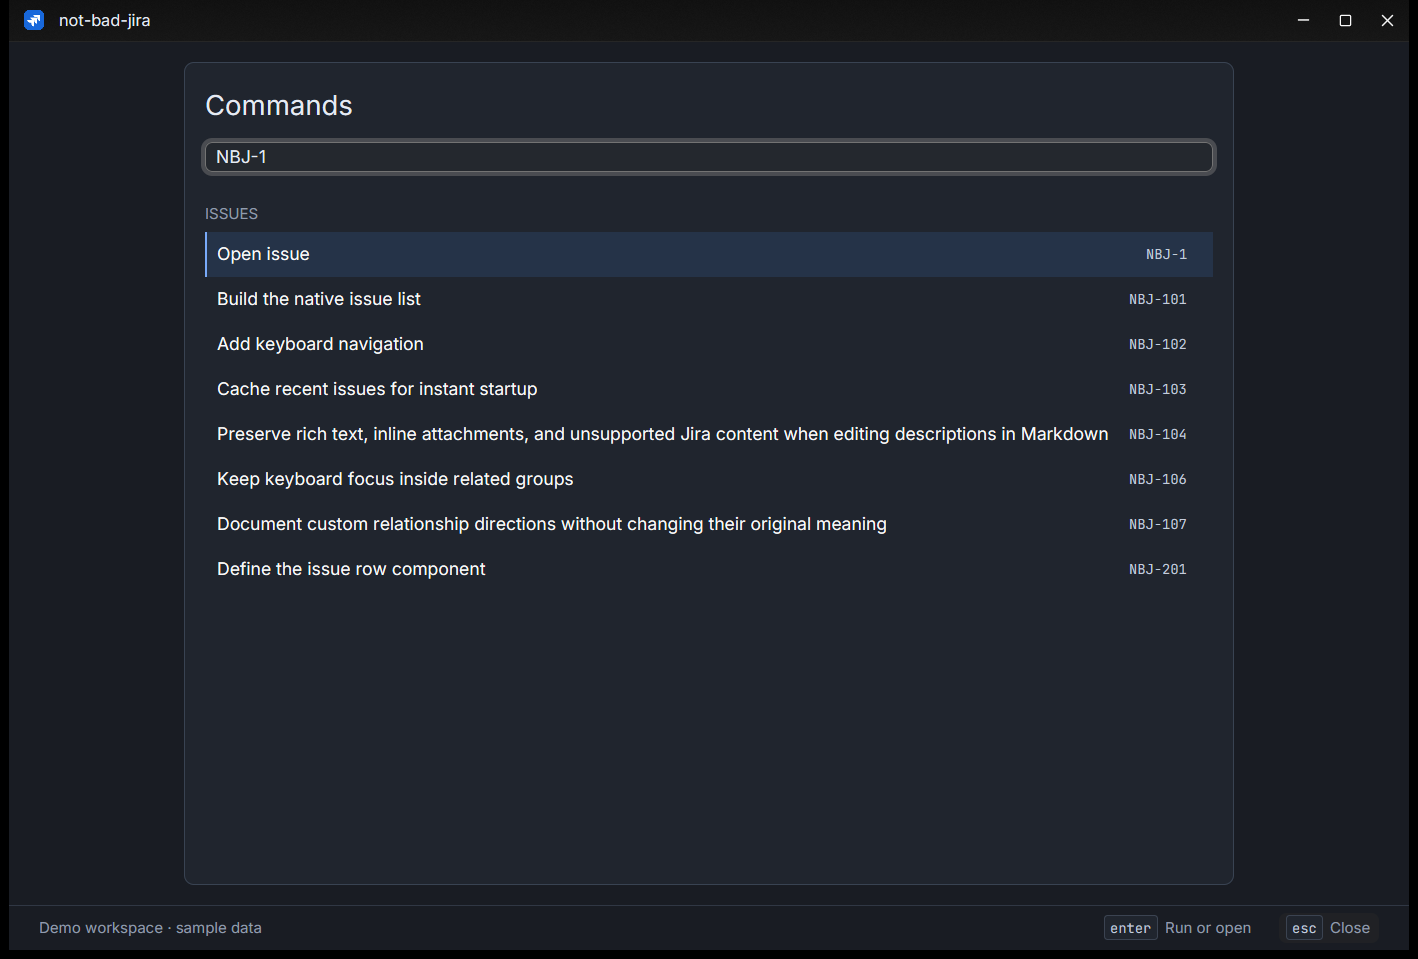 not-bad-jira
Commands
NBJ-1
ISSUES
Open issue NBJ-1
Build the native issue list NBJ-101
Add keyboard navigation NBJ-102
Cache recent issues for instant startup NBJ-103
Preserve rich text, inline attachments, and unsupported Jira content when editing descriptions in Markdown NBJ-104
Keep keyboard focus inside related groups NBJ-106
Document custom relationship directions without changing their original meaning NBJ-107
Define the issue row component NBJ-201
Demo workspace · sample data enter Run or open esc Close